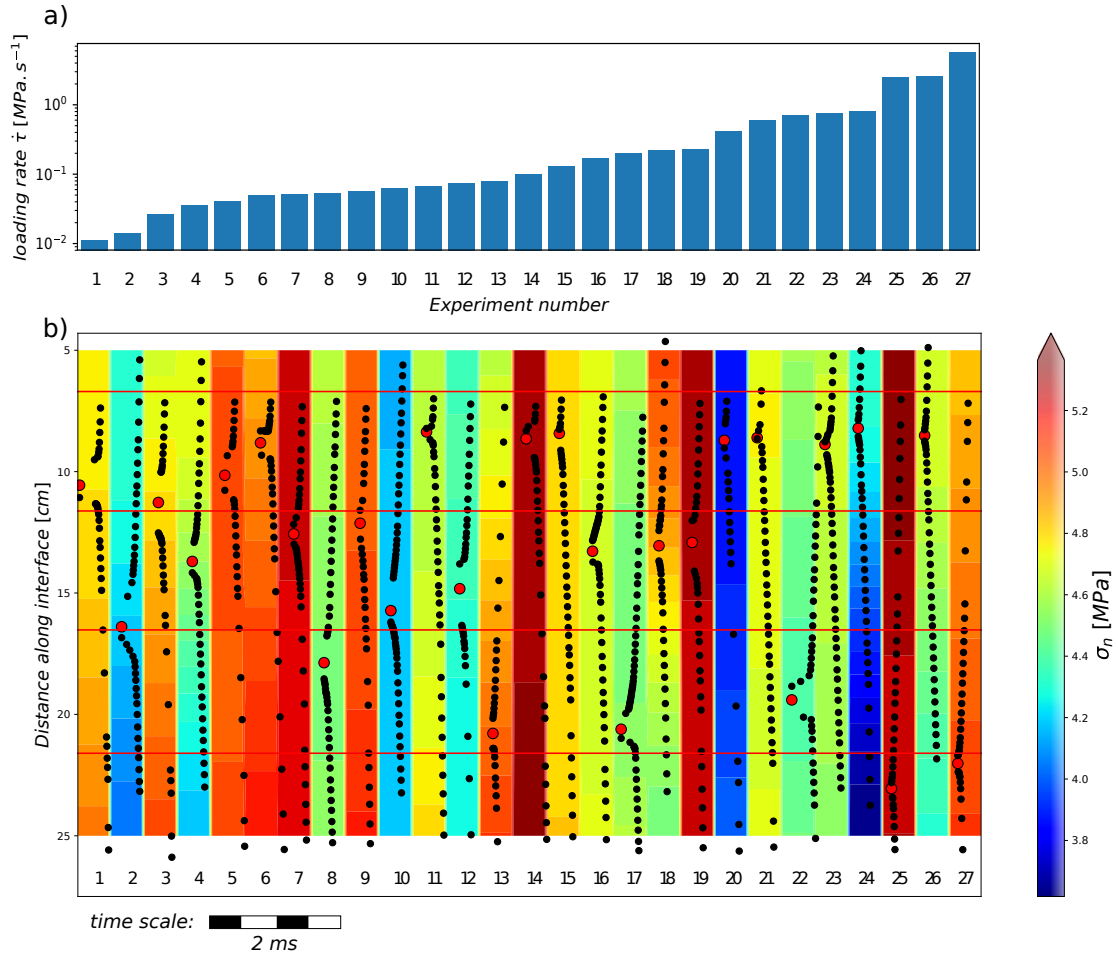 a)
loading rate τ̇ [MPa.s⁻¹]
10⁰
10⁻¹
10⁻²
1 2 3 4 5 6 7 8 9 10 11 12 13 14 15 16 17 18 19 20 21 22 23 24 25 26 27
Experiment number
b)
Distance along interface [cm]
5
10
15
20
25
1 2 3 4 5 6 7 8 9 10 11 12 13 14 15 16 17 18 19 20 21 22 23 24 25 26 27
time scale:
2 ms
5.2
5.0
4.8
4.6
4.4
4.2
4.0
3.8
σₙ [MPa]